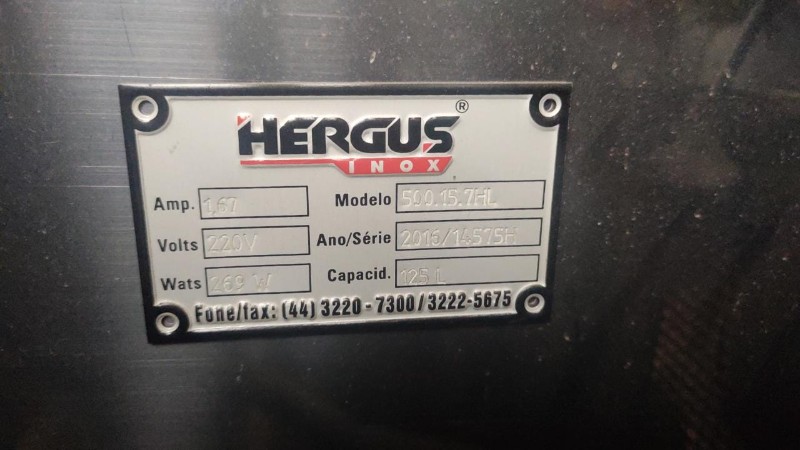 HERGUS®
INOX
Amp. 1,67 Modelo 500.15.7HL
Volts 220V Ano/Série 2016/14575H
Wats 269 W Capacid. 125 L
Fone/fax: (44) 3220-7300/3222-5675